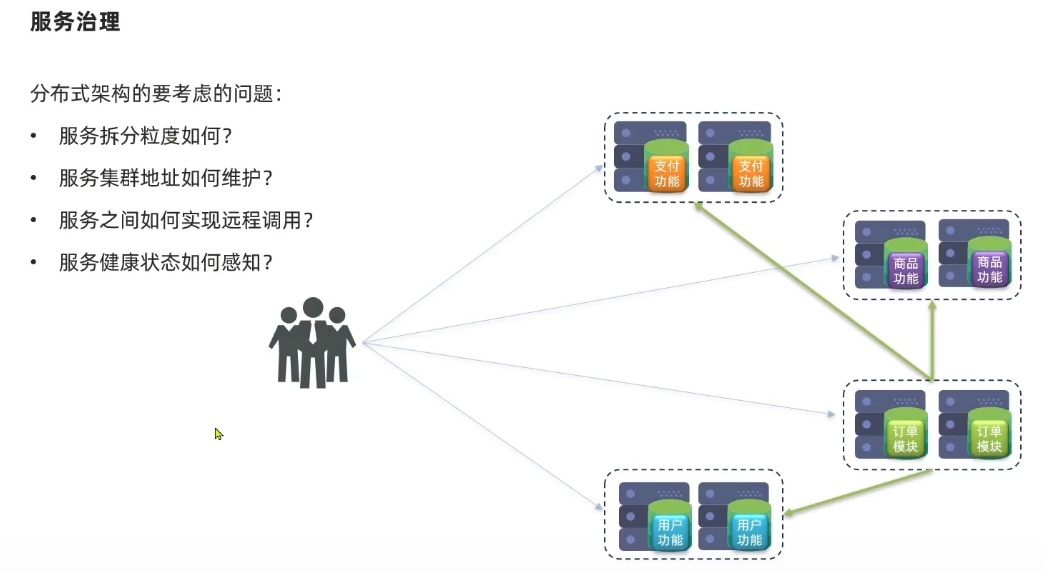 服务治理
分布式架构的要考虑的问题：
• 服务拆分粒度如何？
• 服务集群地址如何维护？
• 服务之间如何实现远程调用？
• 服务健康状态如何感知？
支付
功能
支付
功能
商品
功能
商品
功能
订单
模块
订单
模块
用户
功能
用户
功能